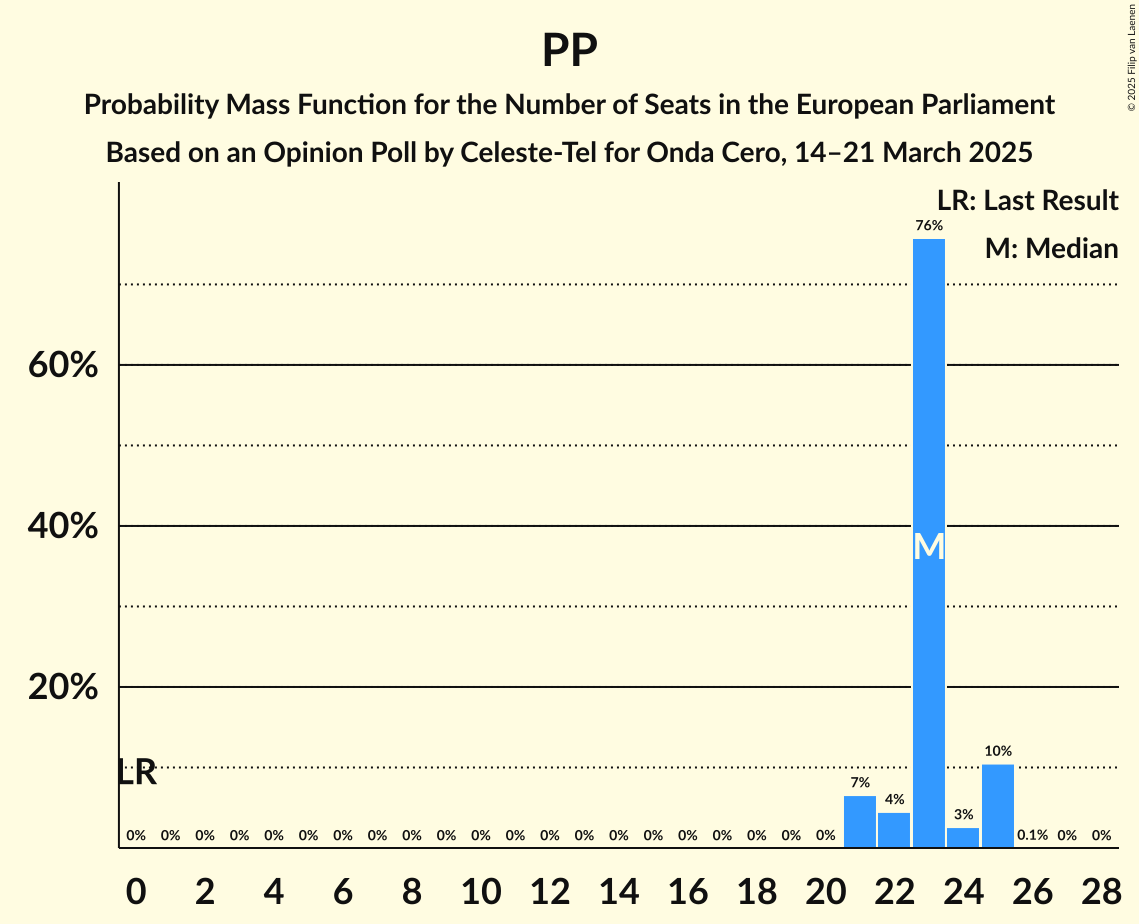 PP
Probability Mass Function for the Number of Seats in the European Parliament
Based on an Opinion Poll by Celeste-Tel for Onda Cero, 14–21 March 2025
© 2025 Filip van Laenen
LR: Last Result
M: Median
76%
60%
40%
M
20%
LR
10%
7%
4%
3%
0% 0% 0% 0% 0% 0% 0% 0% 0% 0% 0% 0% 0% 0% 0% 0% 0% 0% 0% 0% 0% 0.1% 0% 0%
0 2 4 6 8 10 12 14 16 18 20 22 24 26 28